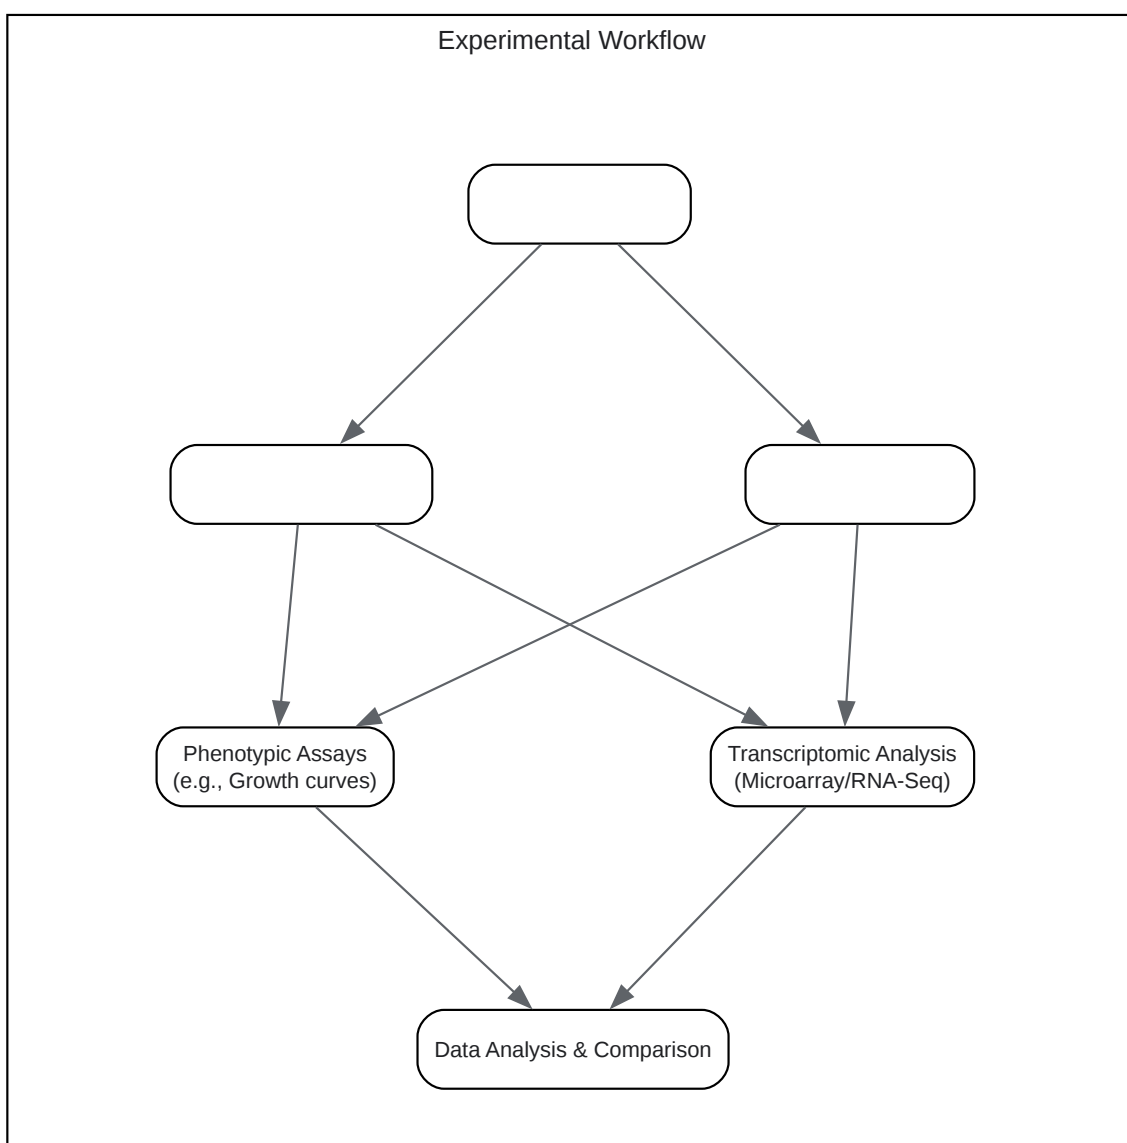 Experimental Workflow
Phenotypic Assays
(e.g., Growth curves)
Transcriptomic Analysis
(Microarray/RNA-Seq)
Data Analysis & Comparison